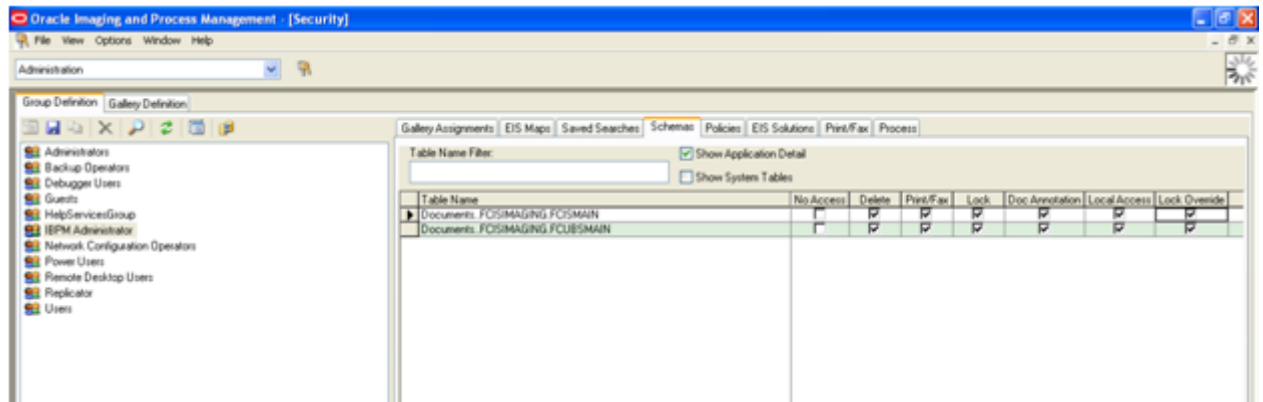 Oracle Imaging and Process Management - [Security]
File View Options Window Help
Administration
Group Definition Gallery Definition
Gallery Assignments EIS Maps Saved Searches Schemas Policies EIS Solutions Print/Fax Process
Administrators
Backup Operators
Debugger Users
Guests
HelpServicesGroup
IBPM Administrator
Network Configuration Operators
Power Users
Remote Desktop Users
Replicator
Users
Table Name Filter:
Show Application Detail
Show System Tables
Table Name No Access Delete Print/Fax Lock Doc Annotation Local Access Lock Override
Documents..FCISIMAGING.FCISMAIN
Documents..FCISIMAGING.FCUBSMAIN